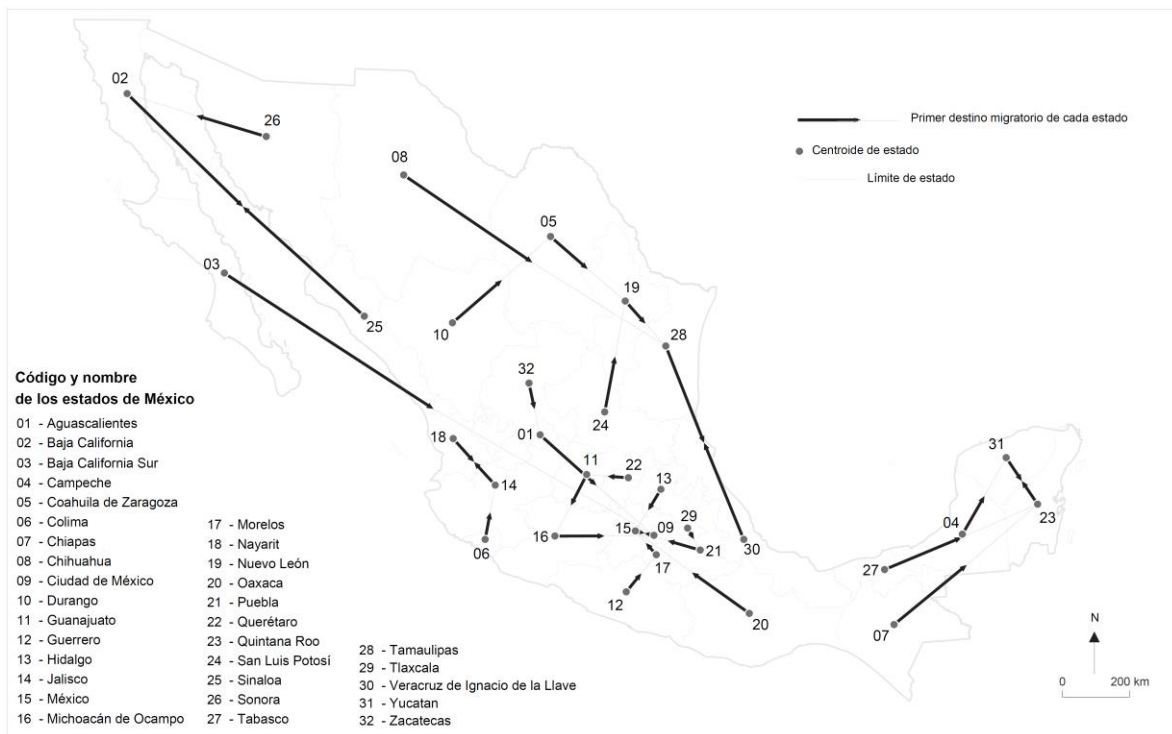 02
26
08
05
03
19
28
25
10
32
24
01
18
11
22
13
14
15
09
29
16
21
06
17
30
12
20
31
04
23
27
07
Primer destino migratorio de cada estado
Centroide de estado
Límite de estado
Código y nombre
de los estados de México
01 - Aguascalientes
02 - Baja California
03 - Baja California Sur
04 - Campeche
05 - Coahuila de Zaragoza
06 - Colima
07 - Chiapas
08 - Chihuahua
09 - Ciudad de México
10 - Durango
11 - Guanajuato
12 - Guerrero
13 - Hidalgo
14 - Jalisco
15 - México
16 - Michoacán de Ocampo
17 - Morelos
18 - Nayarit
19 - Nuevo León
20 - Oaxaca
21 - Puebla
22 - Querétaro
23 - Quintana Roo
24 - San Luis Potosí
25 - Sinaloa
26 - Sonora
27 - Tabasco
28 - Tamaulipas
29 - Tlaxcala
30 - Veracruz de Ignacio de la Llave
31 - Yucatan
32 - Zacatecas
N
0 200 km